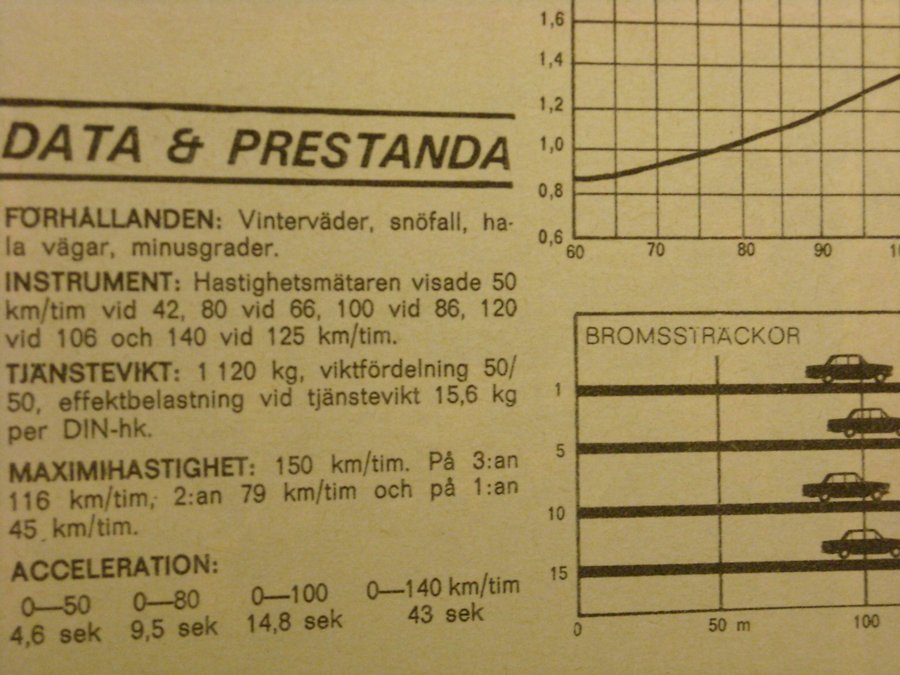 DATA & PRESTANDA
FÖRHÅLLANDEN: Vinterväder, snöfall, ha-
la vägar, minusgrader.
INSTRUMENT: Hastighetsmätaren visade 50
km/tim vid 42, 80 vid 66, 100 vid 86, 120
vid 106 och 140 vid 125 km/tim.
TJÄNSTEVIKT: 1 120 kg, viktfördelning 50/
50, effektbelastning vid tjänstevikt 15,6 kg
per DIN-hk.
MAXIMIHASTIGHET: 150 km/tim. På 3:an
116 km/tim, 2:an 79 km/tim och på 1:an
45 km/tim.
ACCELERATION:
0—50 0—80 0—100 0—140 km/tim
4,6 sek 9,5 sek 14,8 sek 43 sek
1,6
1,4
1,2
1,0
0,8
0,6
60 70 80 90
BROMSSTRÄCKOR
1
5
10
15
0 50 m 100